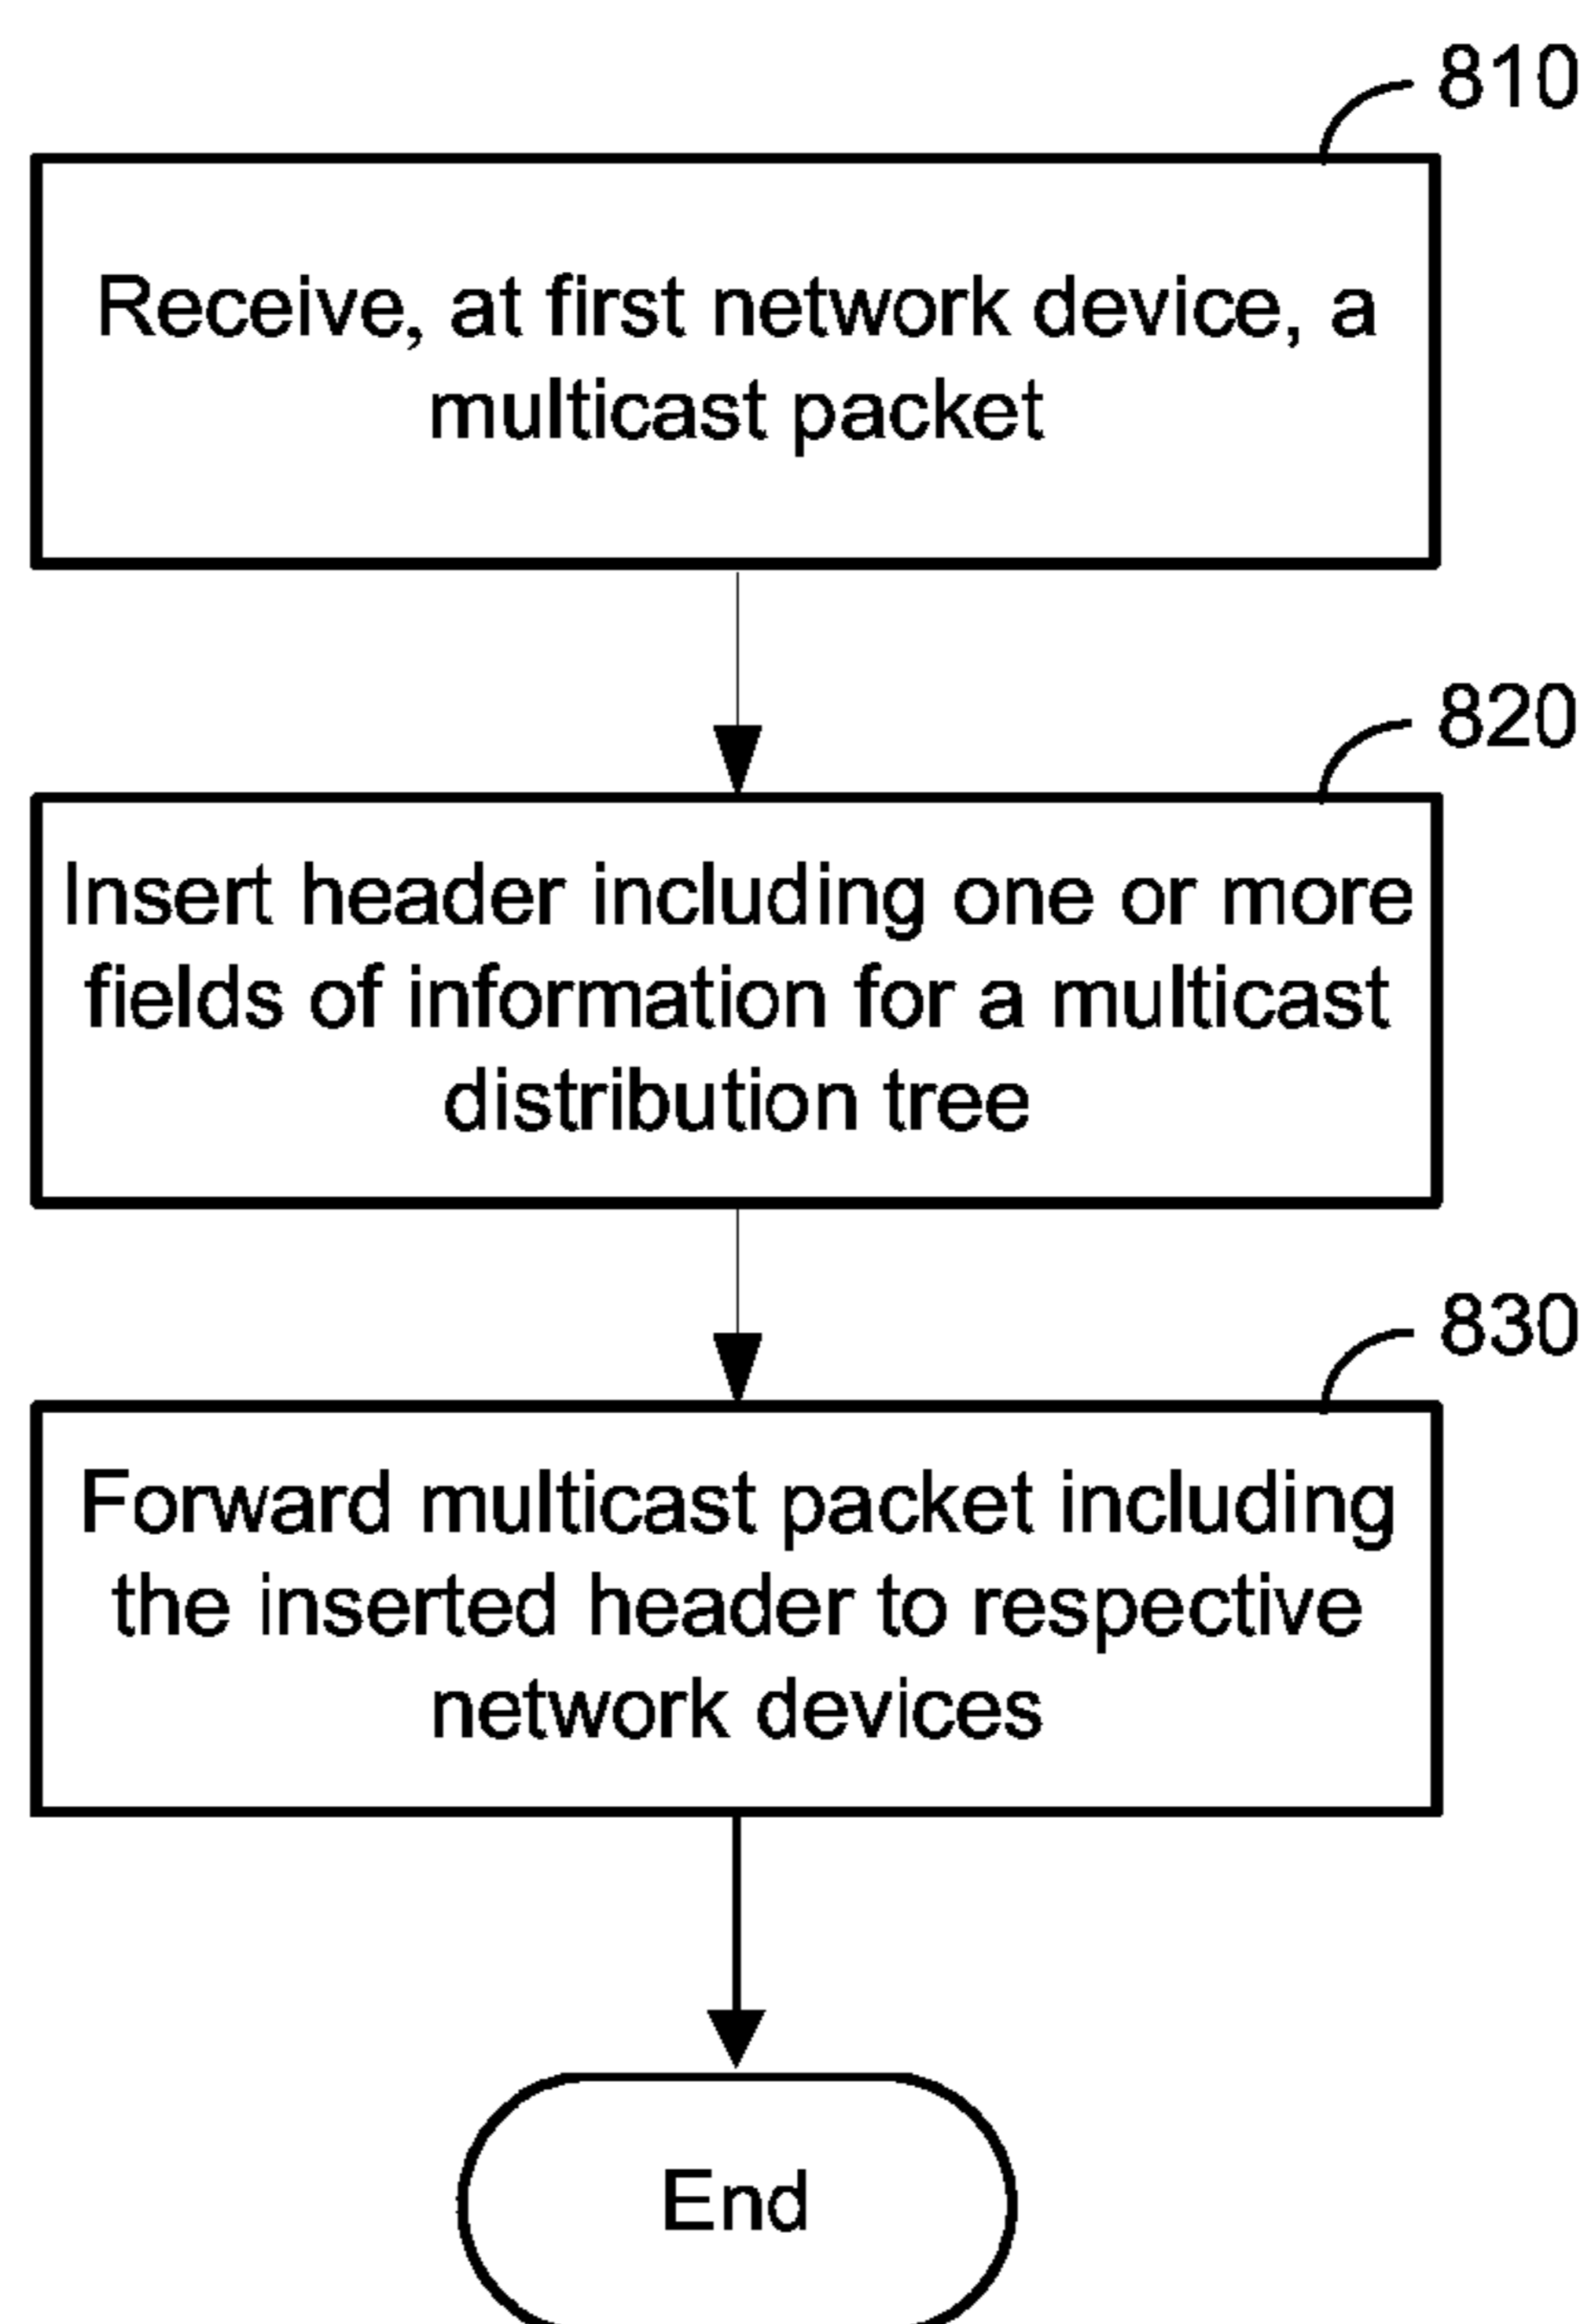 810
Receive, at first network device, a
multicast packet
820
Insert header including one or more
fields of information for a multicast
distribution tree
830
Forward multicast packet including
the inserted header to respective
network devices
End